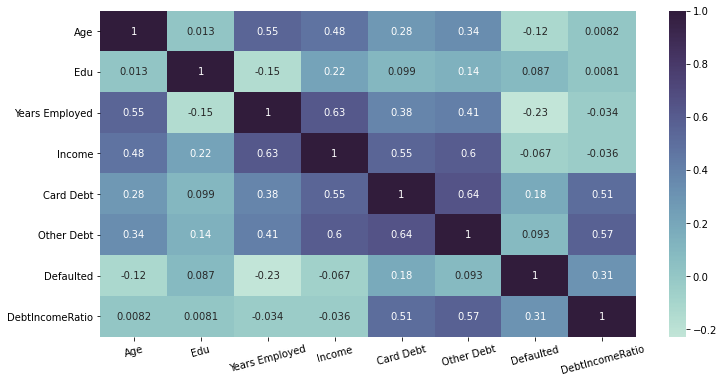 Age 1 0.013 0.55 0.48 0.28 0.34 -0.12 0.0082
Edu 0.013 1 -0.15 0.22 0.099 0.14 0.087 0.0081
Years Employed 0.55 -0.15 1 0.63 0.38 0.41 -0.23 -0.034
Income 0.48 0.22 0.63 1 0.55 0.6 -0.067 -0.036
Card Debt 0.28 0.099 0.38 0.55 1 0.64 0.18 0.51
Other Debt 0.34 0.14 0.41 0.6 0.64 1 0.093 0.57
Defaulted -0.12 0.087 -0.23 -0.067 0.18 0.093 1 0.31
DebtIncomeRatio 0.0082 0.0081 -0.034 -0.036 0.51 0.57 0.31 1
Age Edu Years Employed Income Card Debt Other Debt Defaulted DebtIncomeRatio
1.0
0.8
0.6
0.4
0.2
0.0
−0.2